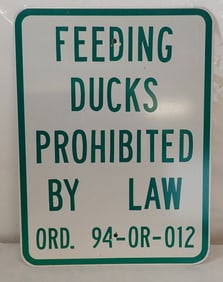 FEEDING
DUCKS
PROHIBITED
BY LAW
ORD. 94-OR-012